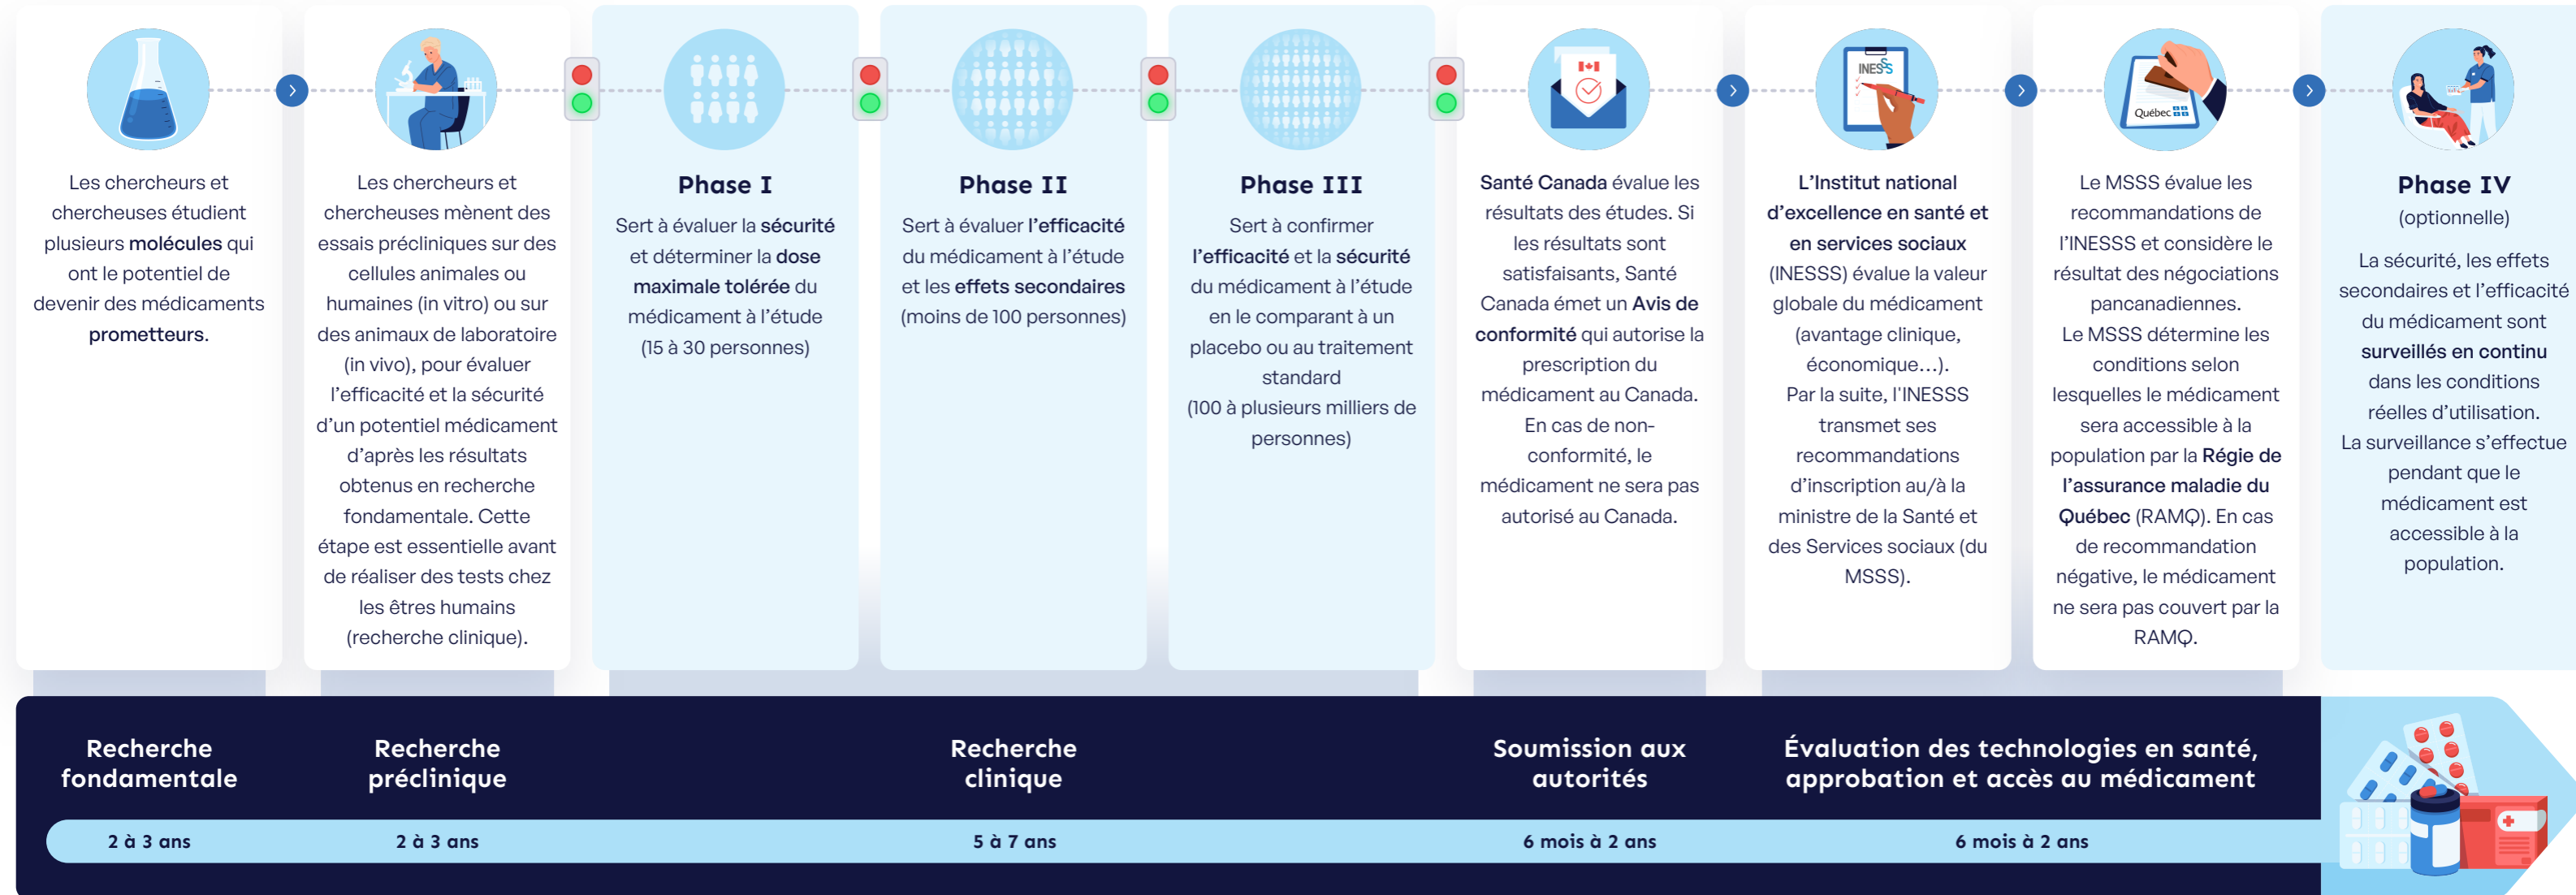 Les chercheurs et
chercheuses étudient
plusieurs molécules qui
ont le potentiel de
devenir des médicaments
prometteurs.
Les chercheurs et
chercheuses mènent des
essais précliniques sur des
cellules animales ou
humaines (in vitro) ou sur
des animaux de laboratoire
(in vivo), pour évaluer
l’efficacité et la sécurité
d’un potentiel médicament
d’après les résultats
obtenus en recherche
fondamentale. Cette
étape est essentielle avant
de réaliser des tests chez
les êtres humains
(recherche clinique).
Phase I
Sert à évaluer la sécurité
et déterminer la dose
maximale tolérée du
médicament à l’étude
(15 à 30 personnes)
Phase II
Sert à évaluer l’efficacité
du médicament à l’étude
et les effets secondaires
(moins de 100 personnes)
Phase III
Sert à confirmer
l’efficacité et la sécurité
du médicament à l’étude
en le comparant à un
placebo ou au traitement
standard
(100 à plusieurs milliers de
personnes)
Santé Canada évalue les
résultats des études. Si
les résultats sont
satisfaisants, Santé
Canada émet un Avis de
conformité qui autorise la
prescription du
médicament au Canada.
En cas de non-
conformité, le
médicament ne sera pas
autorisé au Canada.
INESSS
L’Institut national
d’excellence en santé et
en services sociaux
(INESSS) évalue la valeur
globale du médicament
(avantage clinique,
économique...).
Par la suite, l'INESSS
transmet ses
recommandations
d’inscription au/à la
ministre de la Santé et
des Services sociaux (du
MSSS).
Québec
Le MSSS évalue les
recommandations de
l’INESSS et considère le
résultat des négociations
pancanadiennes.
Le MSSS détermine les
conditions selon
lesquelles le médicament
sera accessible à la
population par la Régie de
l’assurance maladie du
Québec (RAMQ). En cas
de recommandation
négative, le médicament
ne sera pas couvert par la
RAMQ.
Phase IV
(optionnelle)
La sécurité, les effets
secondaires et l’efficacité
du médicament sont
surveillés en continu
dans les conditions
réelles d’utilisation.
La surveillance s’effectue
pendant que le
médicament est
accessible à la
population.
Recherche
fondamentale
2 à 3 ans
Recherche
préclinique
2 à 3 ans
Recherche
clinique
5 à 7 ans
Soumission aux
autorités
6 mois à 2 ans
Évaluation des technologies en santé,
approbation et accès au médicament
6 mois à 2 ans